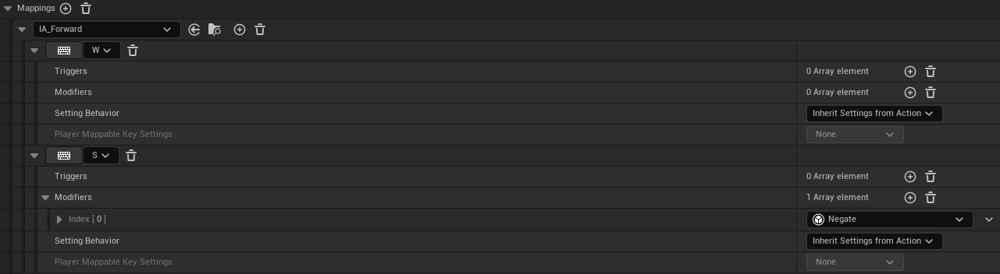 Mappings
IA_Forward
W
Triggers 0 Array element
Modifiers 0 Array element
Setting Behavior Inherit Settings from Action
Player Mappable Key Settings None
S
Triggers 0 Array element
Modifiers 1 Array element
Index [ 0 ] Negate
Setting Behavior Inherit Settings from Action
Player Mappable Key Settings None